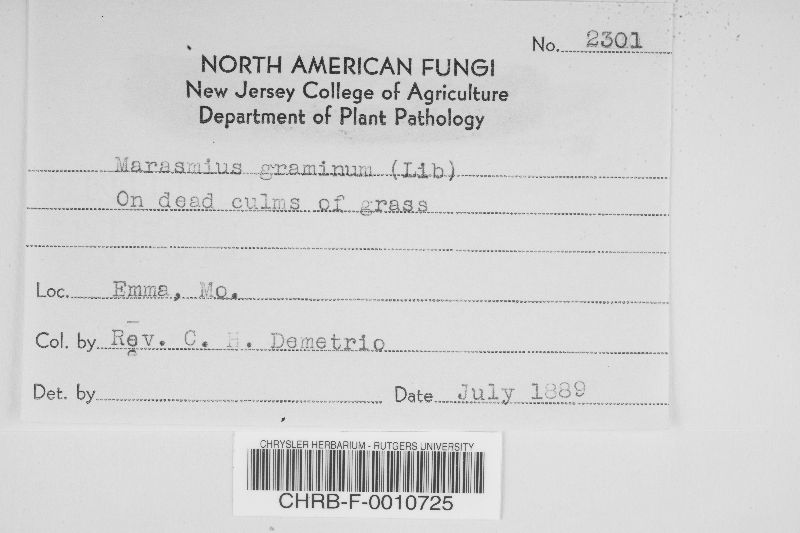 No. 2301
NORTH AMERICAN FUNGI
New Jersey College of Agriculture
Department of Plant Pathology
Marasmius graminum (Lib)
On dead culms of grass
Loc. Emma, Mo.
Col. by Rev. C. H. Demetrio
Det. by
Date July 1889
CHRYSLER HERBARIUM - RUTGERS UNIVERSITY
CHRB-F-0010725